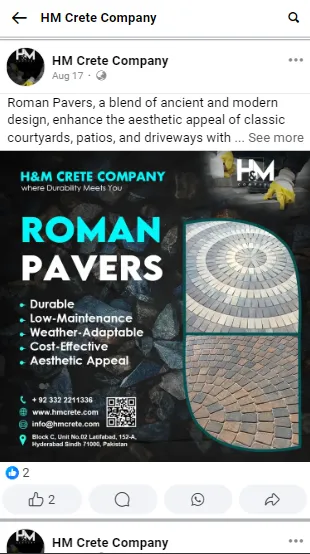 HM Crete Company
HM Crete Company
Aug 17 ·
Roman Pavers, a blend of ancient and modern
design, enhance the aesthetic appeal of classic
courtyards, patios, and driveways with ... See more
H&M CRETE COMPANY
where Durability Meets You
HM
ROMAN
PAVERS
Durable
Low-Maintenance
Weather-Adaptable
Cost-Effective
Aesthetic Appeal
+ 92 332 2211336
www.hmcrete.com
info@hmcrete.com
Block C, Unit No.02 Latifabad, 152-A,
Hyderabad Sindh 71000, Pakistan
2
2
HM Crete Company